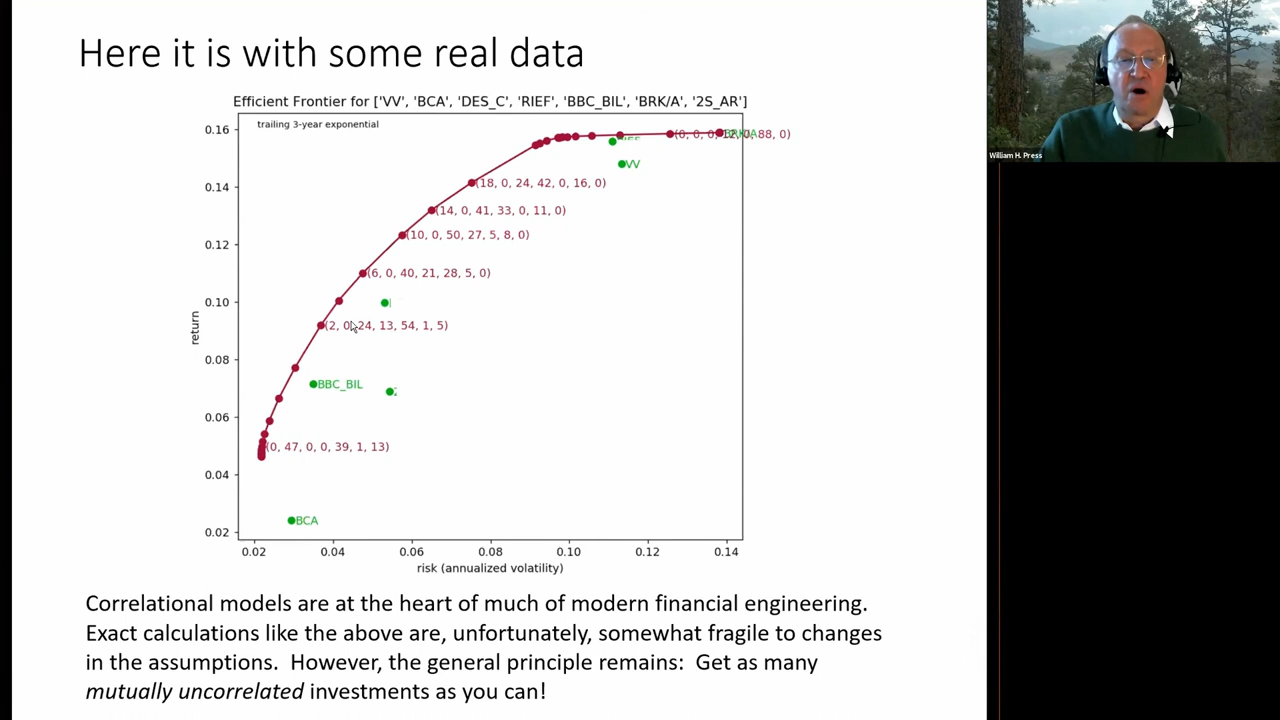 Here it is with some real data
Efficient Frontier for ['VV', 'BCA', 'DES_C', 'RIEF', 'BBC_BIL', 'BRK/A', '2S_AR']
trailing 3-year exponential
0.16
0.14
0.12
0.10
0.08
0.06
0.04
0.02
return
VV
(18, 0, 24, 42, 0, 16, 0)
(14, 0, 41, 33, 0, 11, 0)
(10, 0, 50, 27, 5, 8, 0)
(6, 0, 40, 21, 28, 5, 0)
(2, 0, 24, 13, 54, 1, 5)
BBC_BIL
(0, 47, 0, 0, 39, 1, 13)
BCA
0.02 0.04 0.06 0.08 0.10 0.12 0.14
risk (annualized volatility)
Correlational models are at the heart of much of modern financial engineering.
Exact calculations like the above are, unfortunately, somewhat fragile to changes
in the assumptions. However, the general principle remains: Get as many
mutually uncorrelated investments as you can!
William H. Press